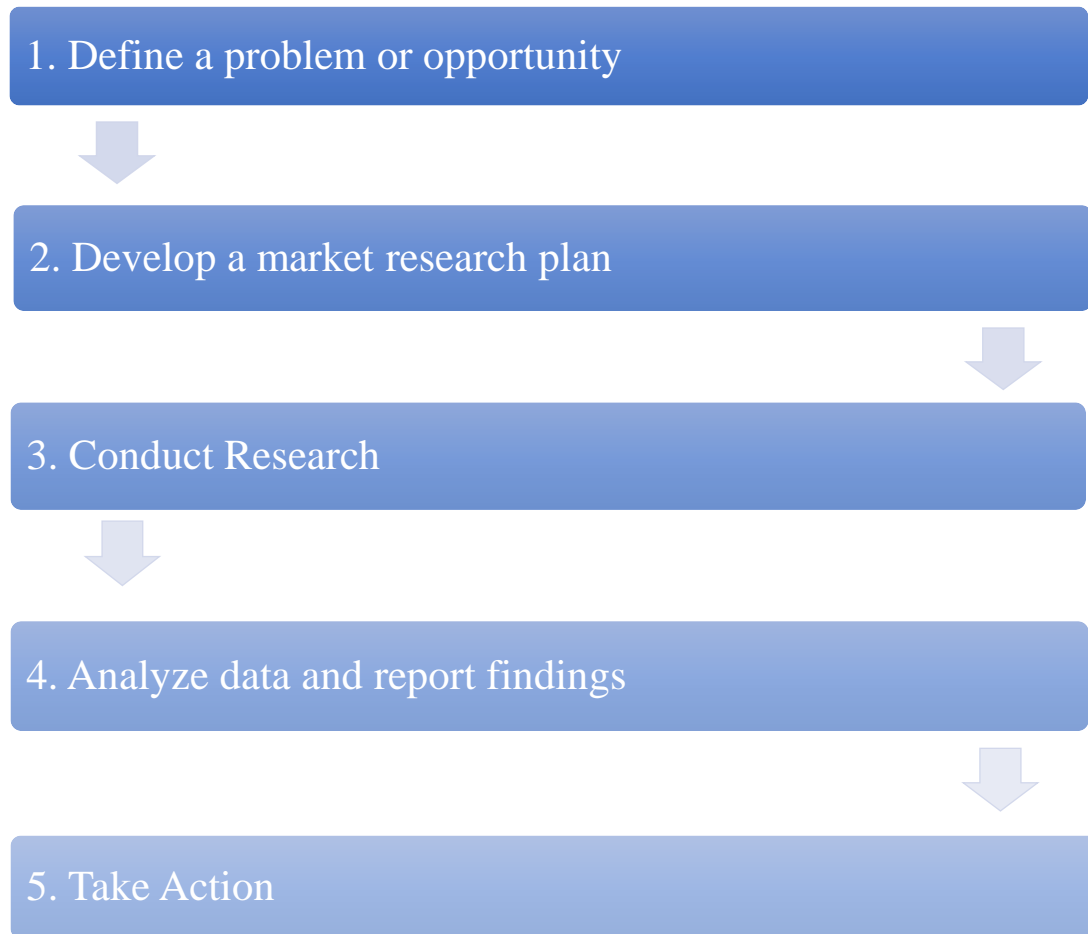 1. Define a problem or opportunity
2. Develop a market research plan
3. Conduct Research
4. Analyze data and report findings
5. Take Action